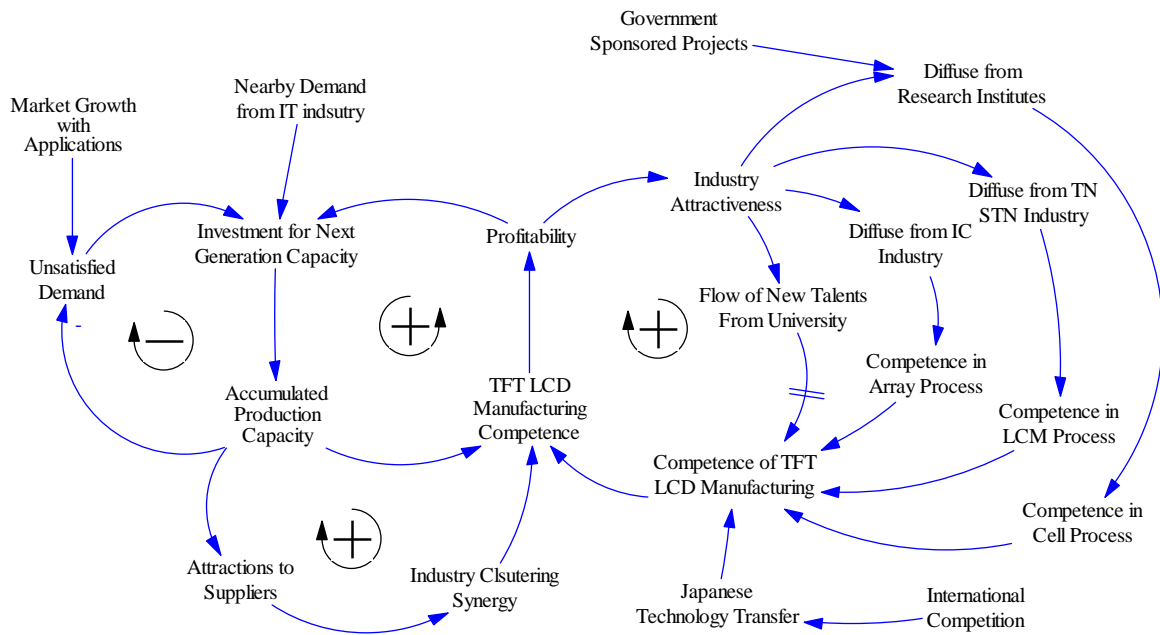 Government
Sponsored Projects
Diffuse from
Research Institutes
Nearby Demand
from IT indsutry
Market Growth
with
Applications
Industry
Attractiveness
Diffuse from TN
STN Industry
Investment for Next
Generation Capacity
Profitability
Diffuse from IC
Industry
Unsatisfied
Demand
-
Flow of New Talents
From University
Competence in
Array Process
Accumulated
Production
Capacity
TFT LCD
Manufacturing
Competence
Competence in
LCM Process
Competence of TFT
LCD Manufacturing
Competence in
Cell Process
Attractions to
Suppliers
Industry Clsutering
Synergy
Japanese
Technology Transfer
International
Competition